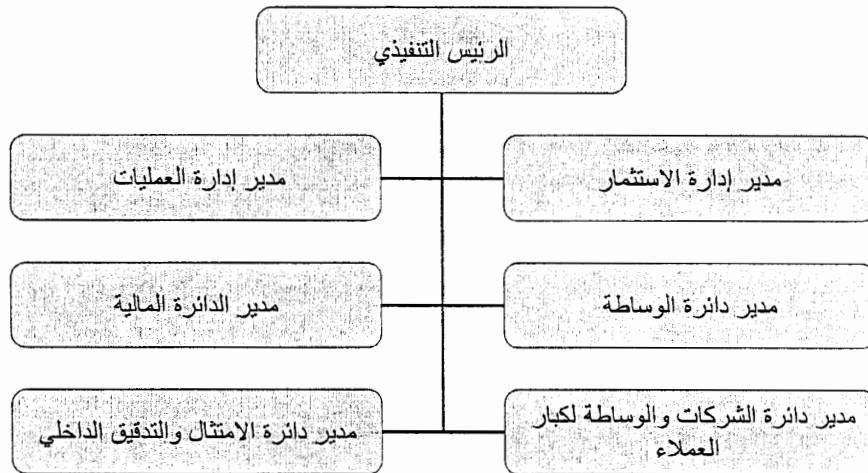 الرئيس التنفيذي
مدير إدارة الاستثمار
مدير إدارة العمليات
مدير دائرة الوساطة
مدير الدائرة المالية
مدير دائرة الشركات والوساطة لكبار
العملاء
مدير دائرة الامتثال والتدقيق الداخلي